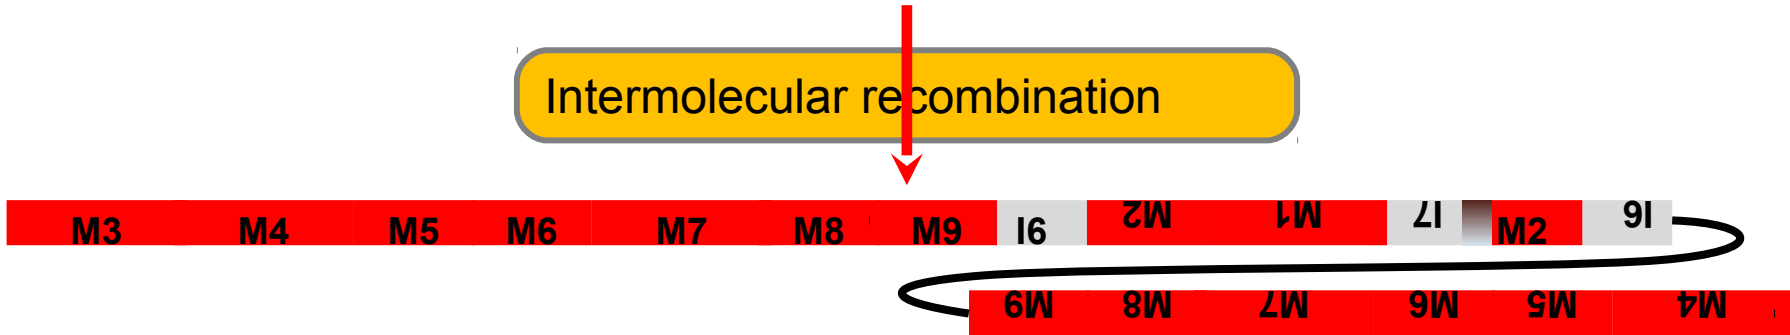 Intermolecular recombination
M3 M4 M5 M6 M7 M8 M9 I6 M2 M1 I7 M2 I6
M9 M8 M7 M6 M5 M4